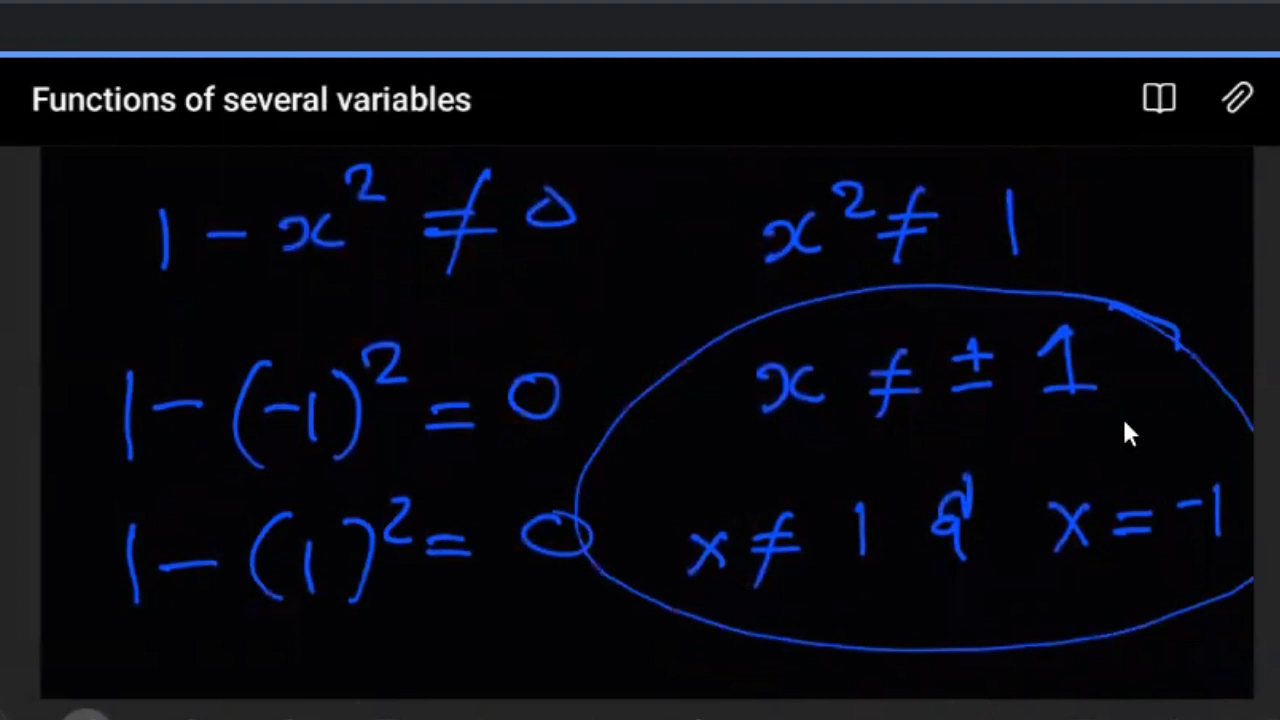 Functions of several variables
1 - x² ≠ 0
x² ≠ 1
1 - (-1)² = 0
x ≠ ± 1
1 - (1)² = 0
x ≠ 1 & x = -1